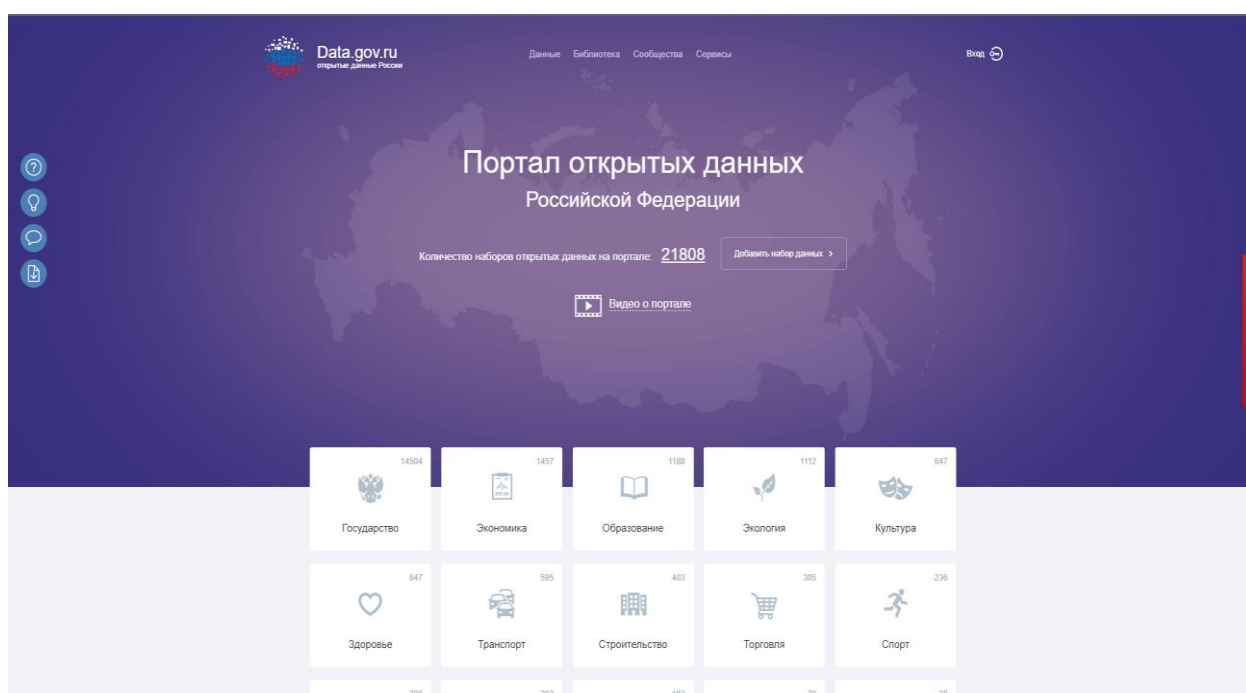 Data.gov.ru
открытые данные России
Данные Библиотека Сообщества Сервисы
Вход
Портал открытых данных
Российской Федерации
Количество наборов открытых данных на портале: 21808
Добавить набор данных >
Видео о портале
14504 1457 1188 1112 647
Государство Экономика Образование Экология Культура
647 595 403 305 236
Здоровье Транспорт Строительство Торговля Спорт